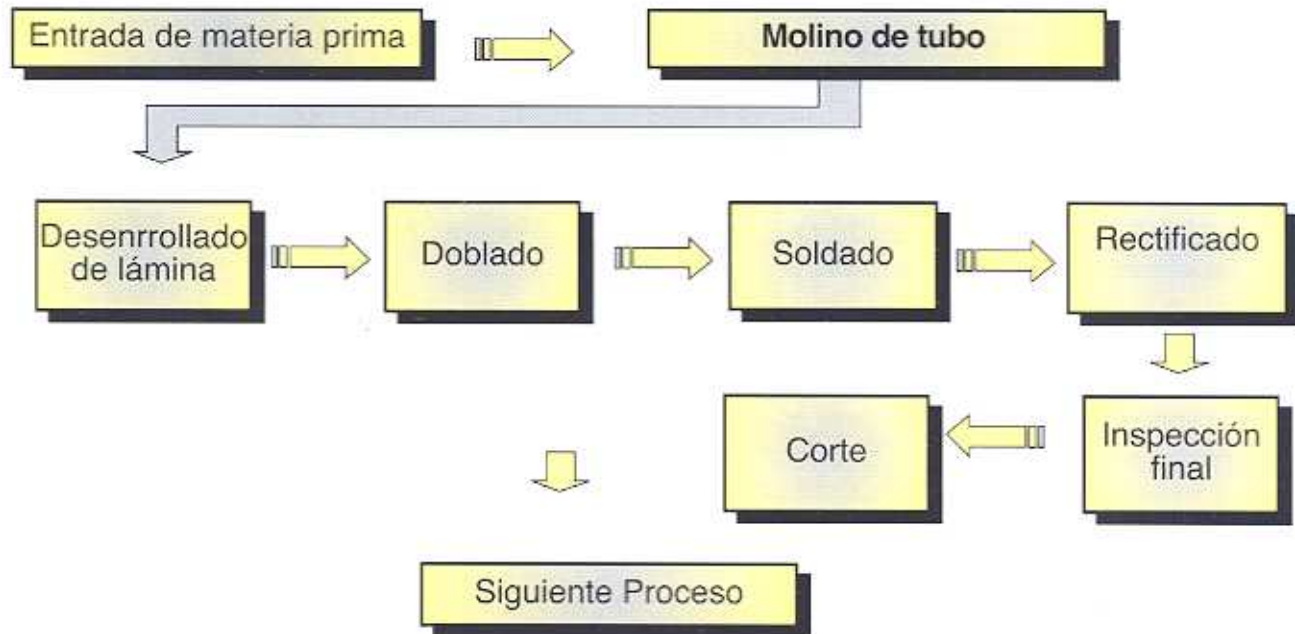 Entrada de materia prima
Molino de tubo
Desenrrollado
de lámina
Doblado
Soldado
Rectificado
Inspección
final
Corte
Siguiente Proceso